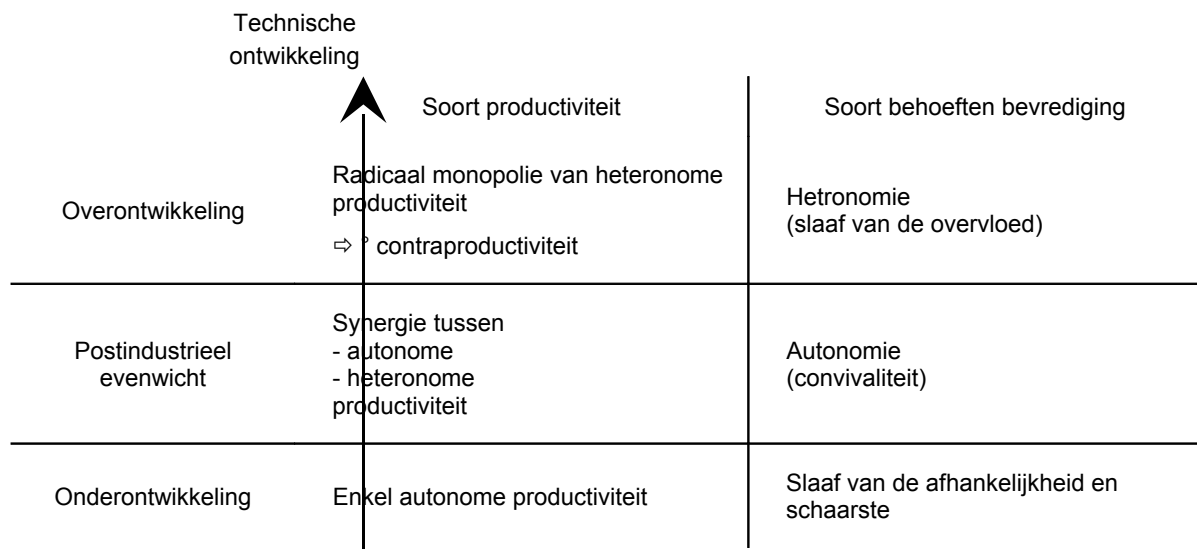 Technische
ontwikkeling
Soort productiviteit
Soort behoeften bevrediging
Overontwikkeling
Radicaal monopolie van heteronome
productiviteit
⇨ ° contraproductiviteit
Hetronomie
(slaaf van de overvloed)
Postindustrieel
evenwicht
Synergie tussen
- autonome
- heteronome
productiviteit
Autonomie
(convivaliteit)
Onderontwikkeling
Enkel autonome productiviteit
Slaaf van de afhankelijkheid en
schaarste